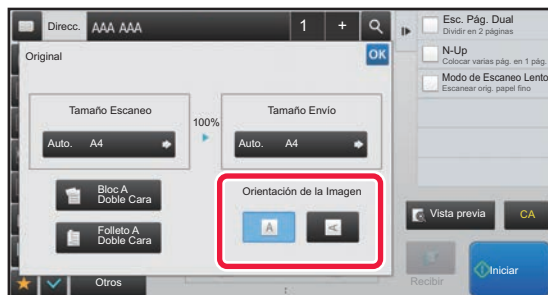 Direcc.
AAA AAA
1
+
Original
OK
Tamaño Escaneo
Auto. A4
100%
Tamaño Envío
Auto. A4
Bloc A
Doble Cara
Folleto A
Doble Cara
Orientación de la Imagen
A
A
Otros
Esc. Pág. Dual
Dividir en 2 páginas
N-Up
Colocar varias pág. en 1 pág.
Modo de Escaneo Lento
Escanear orig. papel fino
Vista previa
CA
Recibir
Iniciar